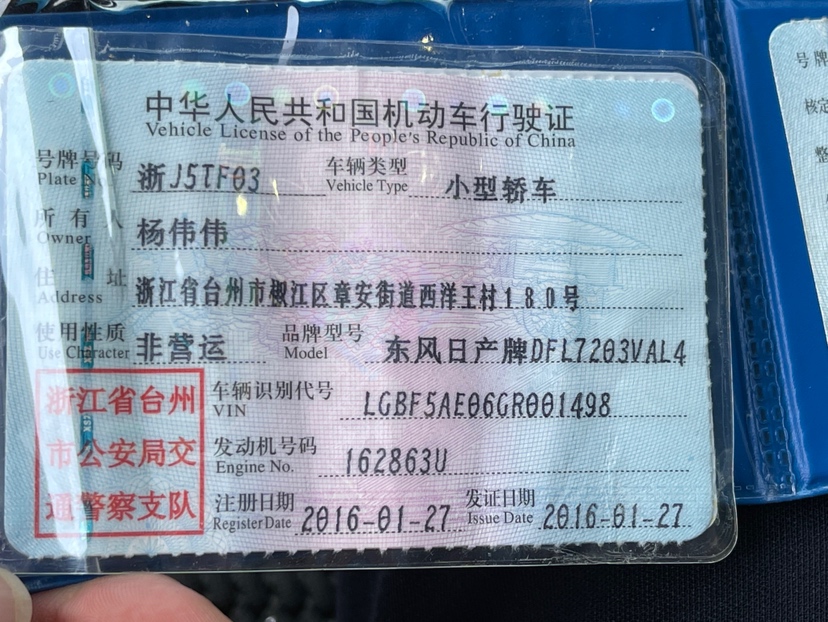 中华人民共和国机动车行驶证
Vehicle License of the People's Republic of China
号牌号码 浙J5TF03 车辆类型 小型轿车
Plate No. Vehicle Type
所有人 杨伟伟
Owner
住址 浙江省台州市椒江区章安街道西洋王村180号
Address
使用性质 非营运 品牌型号 东风日产牌DFL7203VAL4
Use Character Model
浙江省台州
市公安局交
通警察支队
车辆识别代号 LGBF5AE06GR001498
VIN
发动机号码 162863U
Engine No.
注册日期 2016-01-27 发证日期 2016-01-27
Register Date Issue Date
号牌
核定
整